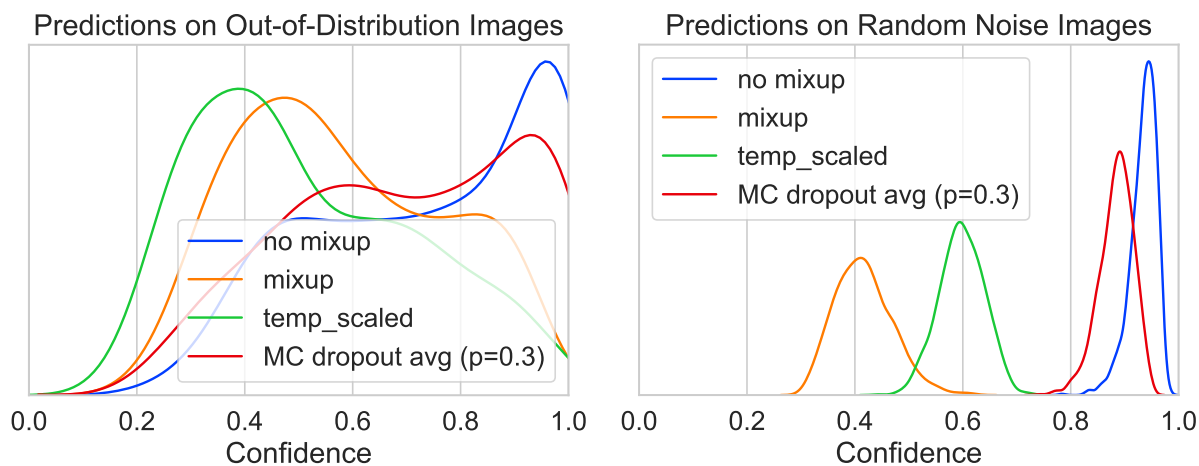 Predictions on Out-of-Distribution Images
no mixup
mixup
temp_scaled
MC dropout avg (p=0.3)
0.0 0.2 0.4 0.6 0.8 1.0
Confidence
Predictions on Random Noise Images
no mixup
mixup
temp_scaled
MC dropout avg (p=0.3)
0.0 0.2 0.4 0.6 0.8 1.0
Confidence